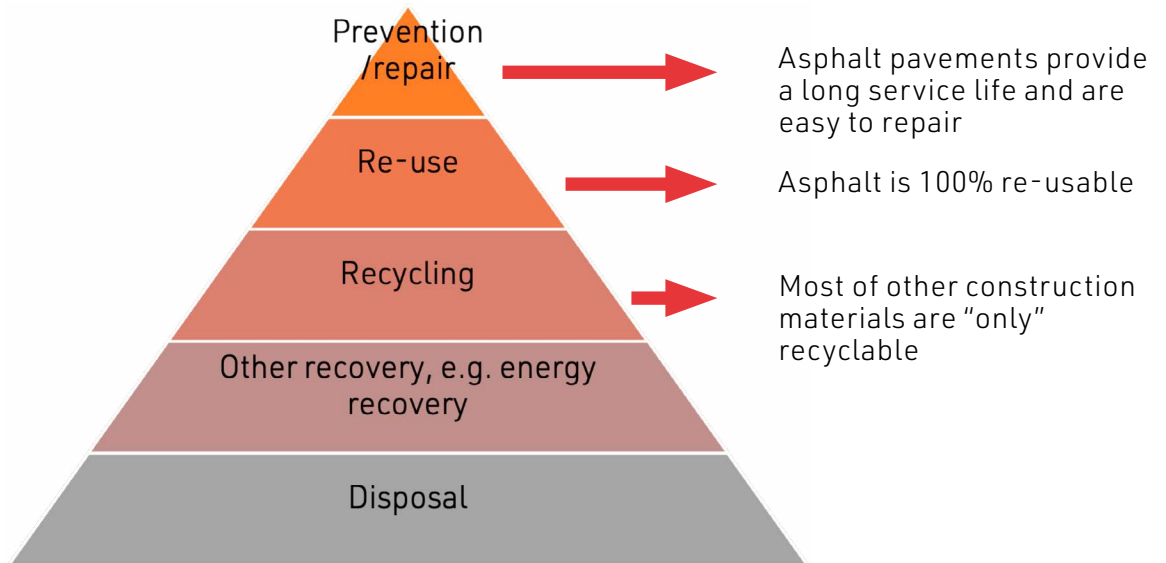 Prevention
/repair
Asphalt pavements provide
a long service life and are
easy to repair
Re-use
Asphalt is 100% re-usable
Recycling
Most of other construction
materials are “only”
recyclable
Other recovery, e.g. energy
recovery
Disposal